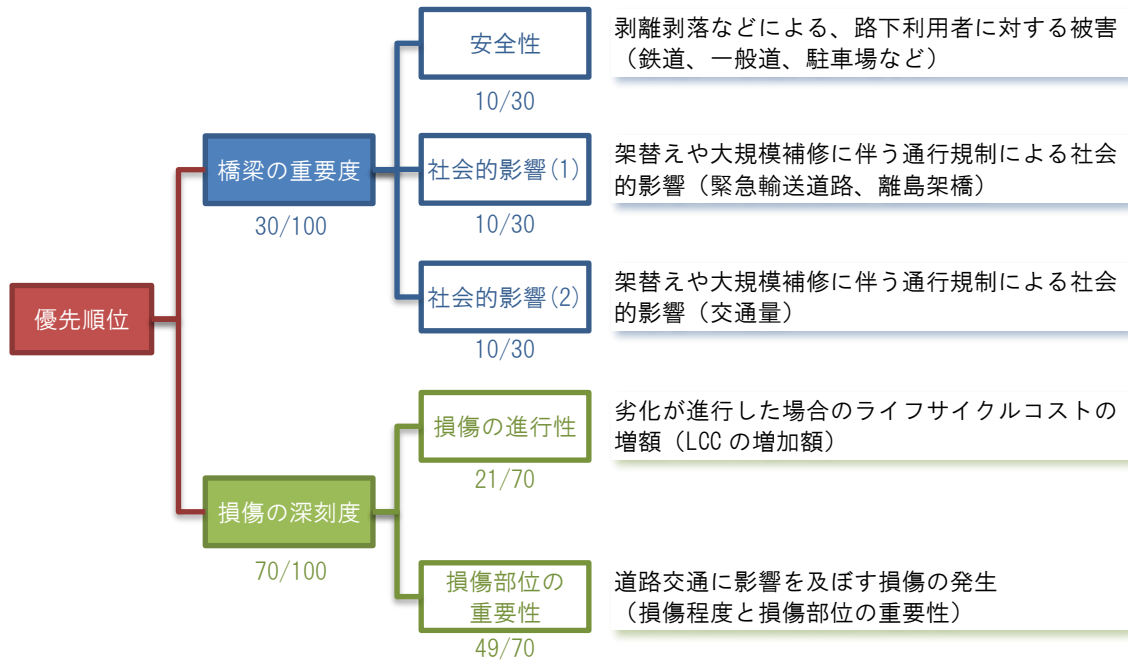 安全性
10/30
剥離剥落などによる、路下利用者に対する被害
（鉄道、一般道、駐車場など）
橋梁の重要度
30/100
社会的影響(1)
10/30
架替えや大規模補修に伴う通行規制による社会
的影響（緊急輸送道路、離島架橋）
社会的影響(2)
10/30
架替えや大規模補修に伴う通行規制による社会
的影響（交通量）
優先順位
損傷の進行性
21/70
劣化が進行した場合のライフサイクルコストの
増額（LCC の増加額）
損傷の深刻度
70/100
損傷部位の
重要性
49/70
道路交通に影響を及ぼす損傷の発生
（損傷程度と損傷部位の重要性）